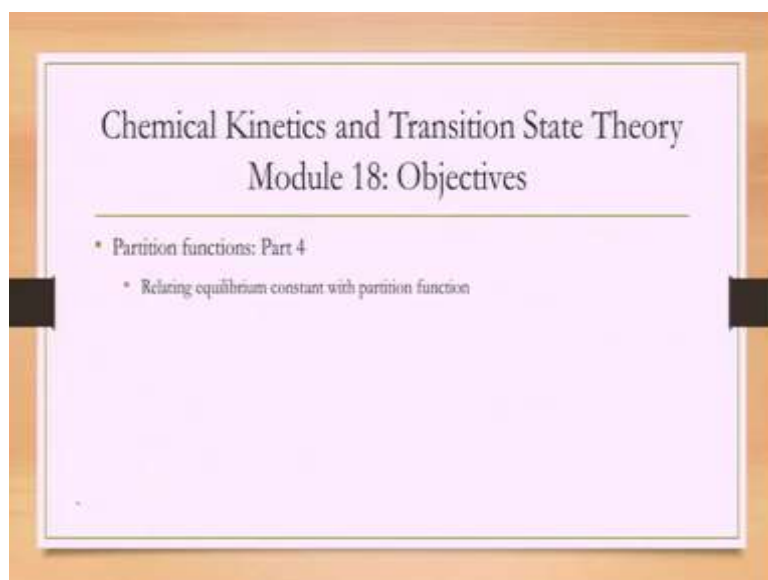 Chemical Kinetics and Transition State Theory
Module 18: Objectives
• Partition functions: Part 4
• Relating equilibrium constant with partition function